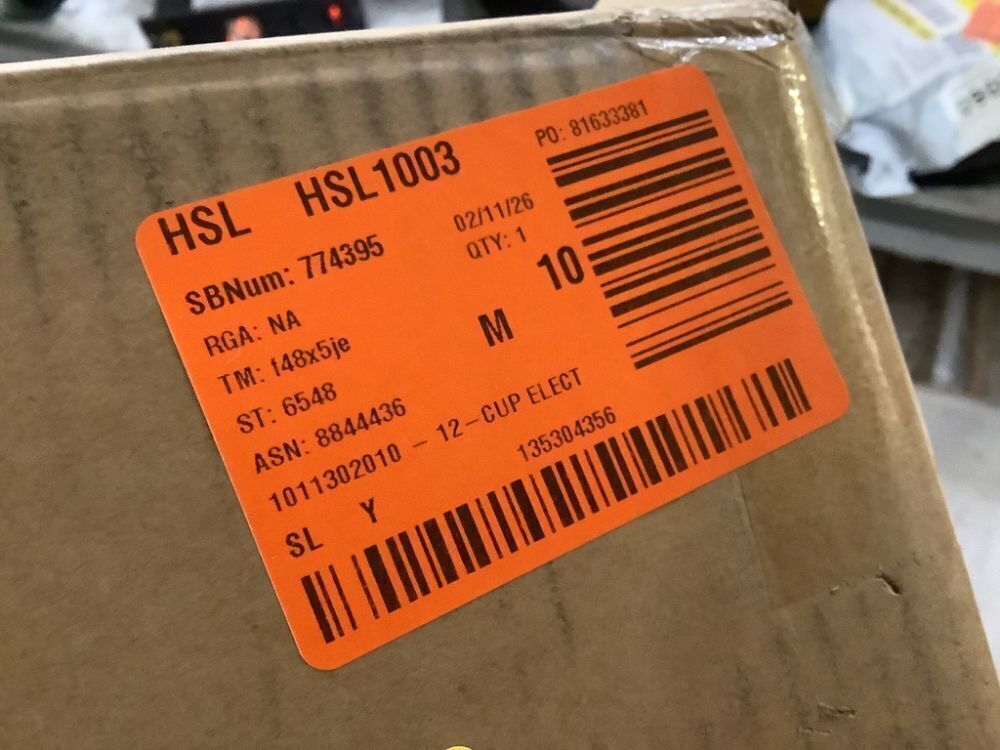 PO: 81633381
HSL HSL1003
02/11/26
SBNum: 774395
QTY: 1
10
RGA: NA
M
TM: f48x5je
ST: 6548
ASN: 8844436
1011302010 - 12-CUP ELECT
135304356
SL Y